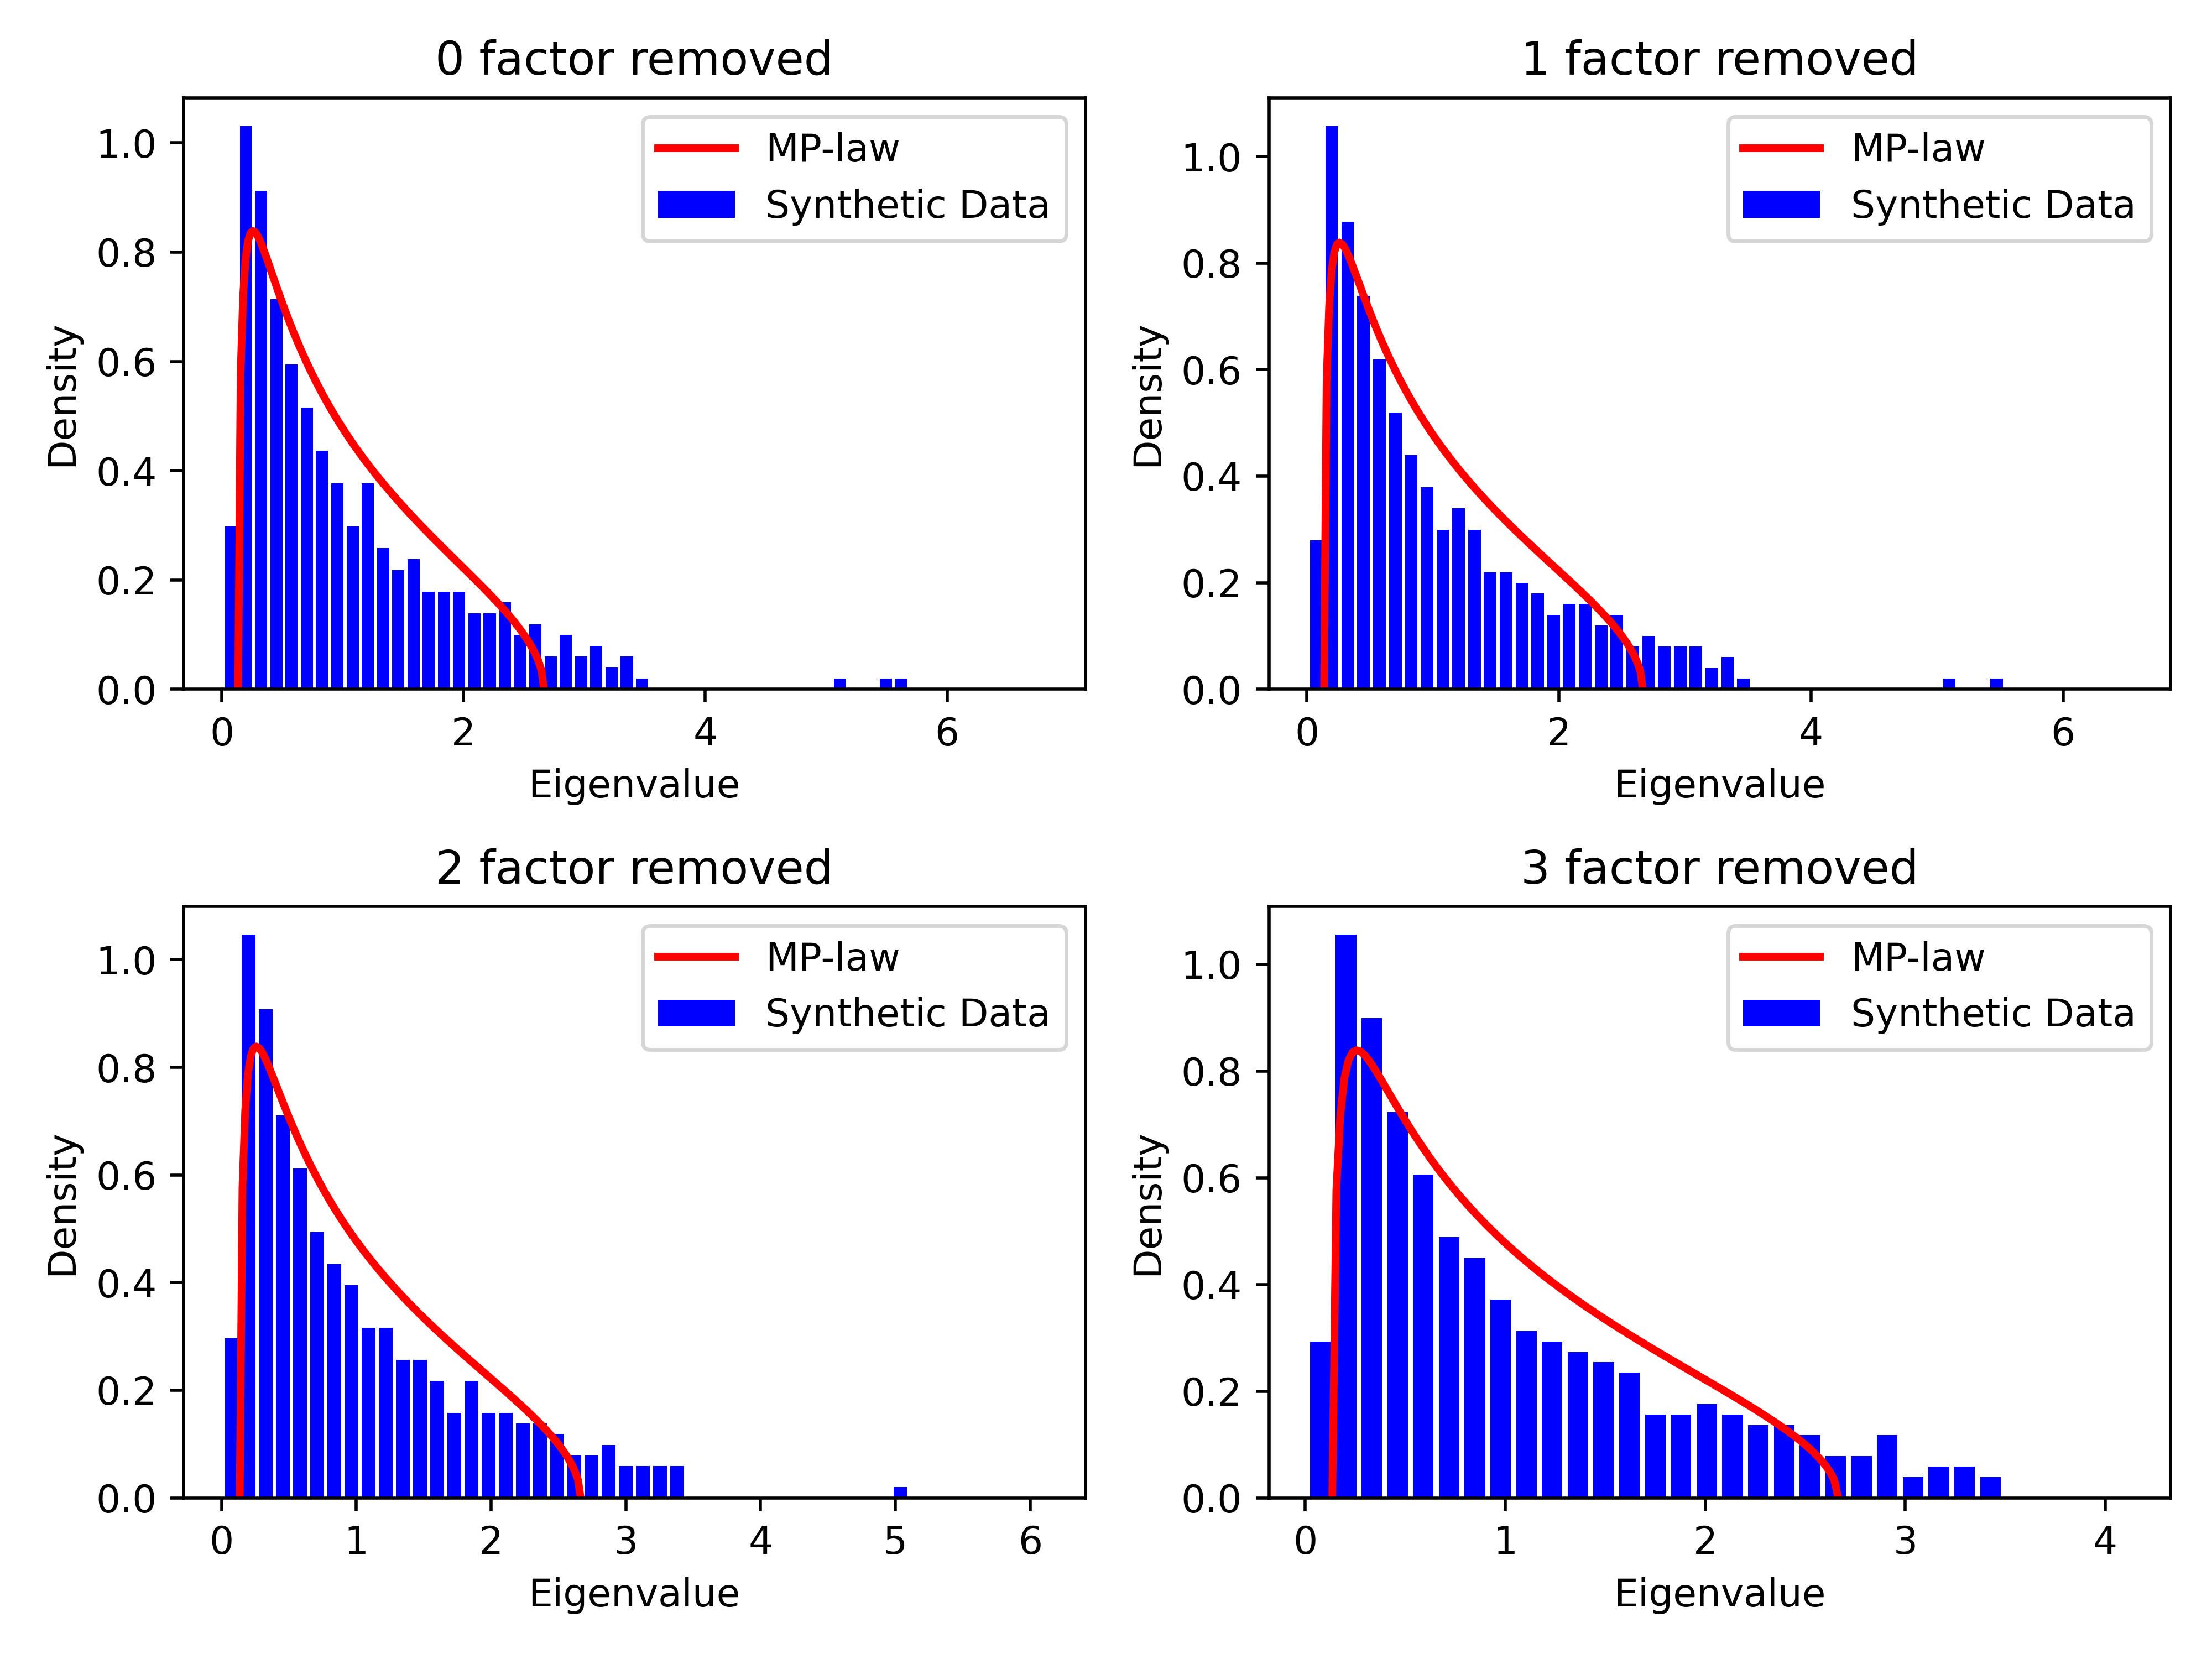 0 factor removed
1.0
0.8
0.6
0.4
0.2
0.0
Density
MP-law
Synthetic Data
0 2 4 6
Eigenvalue
1 factor removed
1.0
0.8
0.6
0.4
0.2
0.0
Density
MP-law
Synthetic Data
0 2 4 6
Eigenvalue
2 factor removed
1.0
0.8
0.6
0.4
0.2
0.0
Density
MP-law
Synthetic Data
0 1 2 3 4 5 6
Eigenvalue
3 factor removed
1.0
0.8
0.6
0.4
0.2
0.0
Density
MP-law
Synthetic Data
0 1 2 3 4
Eigenvalue